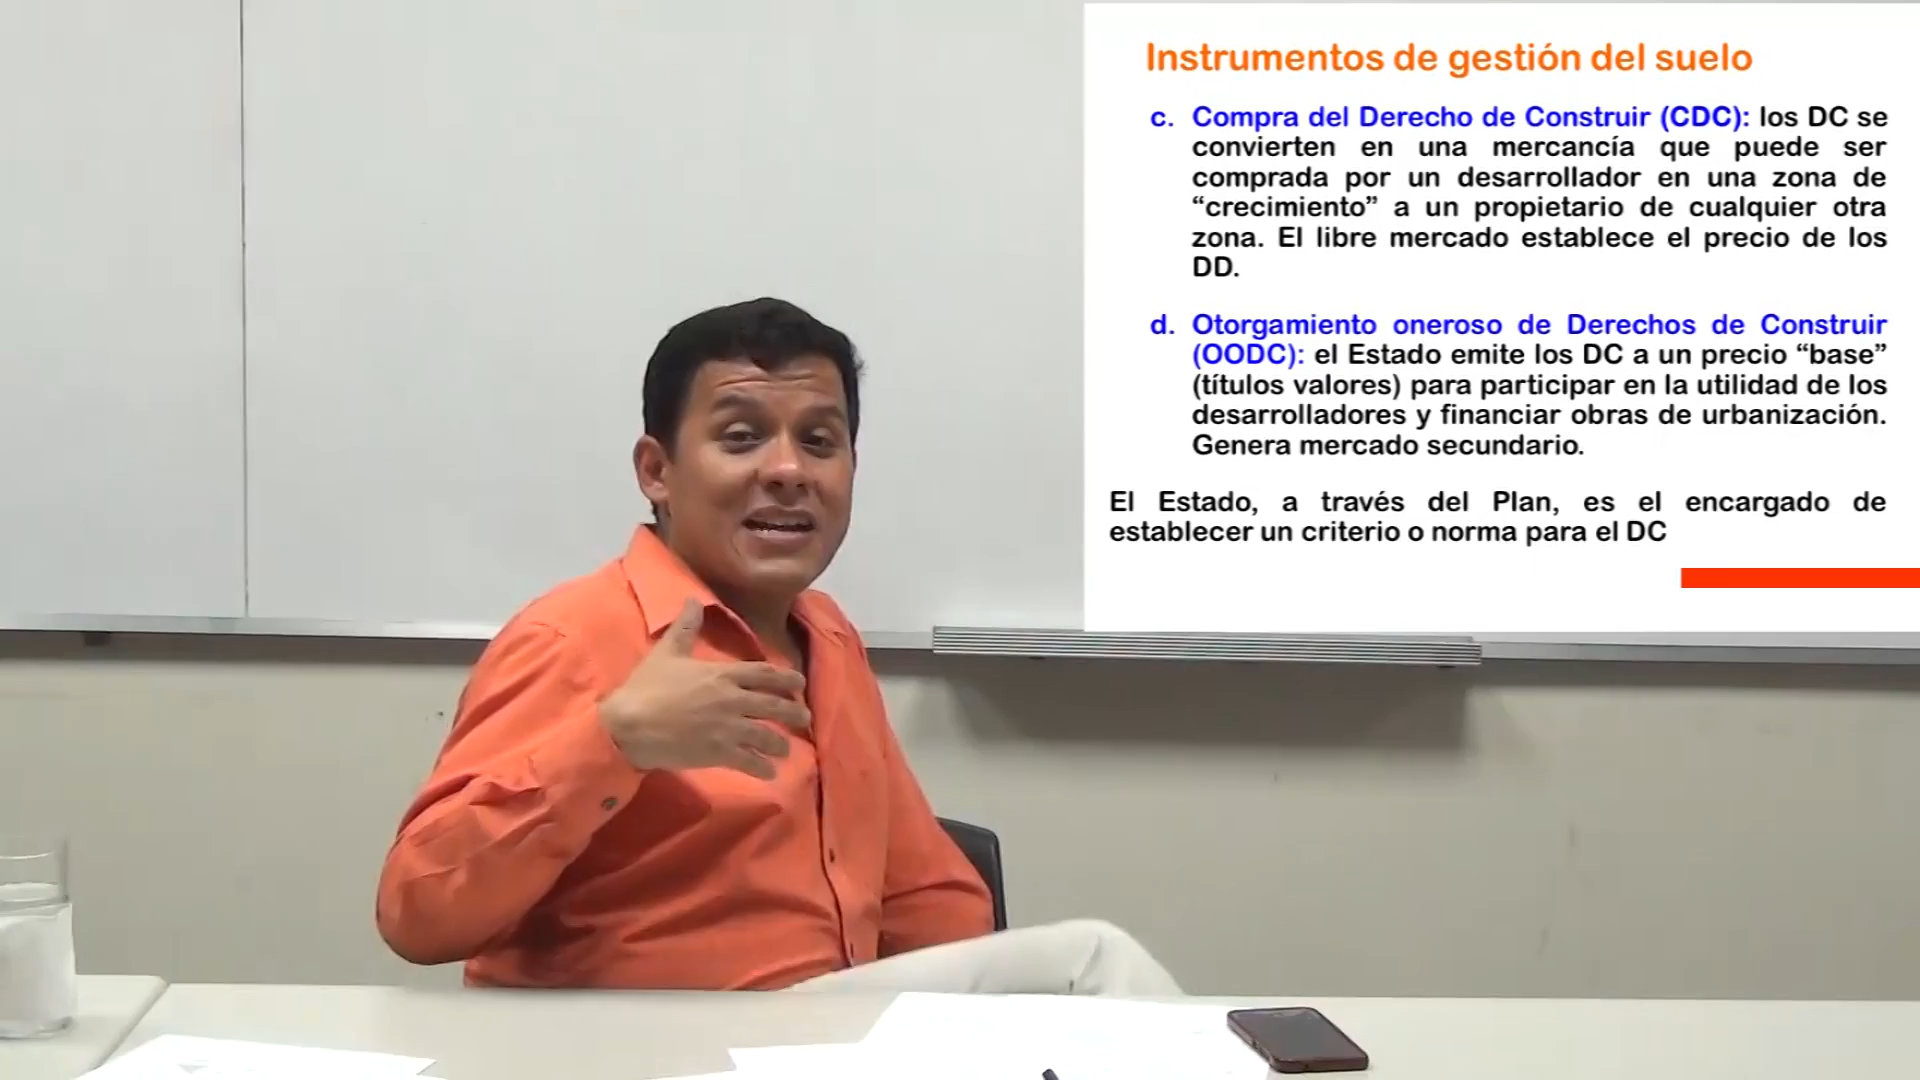 Instrumentos de gestión del suelo
c. Compra del Derecho de Construir (CDC): los DC se
convierten en una mercancía que puede ser
comprada por un desarrollador en una zona de
“crecimiento” a un propietario de cualquier otra
zona. El libre mercado establece el precio de los
DD.
d. Otorgamiento oneroso de Derechos de Construir
(OODC): el Estado emite los DC a un precio “base”
(títulos valores) para participar en la utilidad de los
desarrolladores y financiar obras de urbanización.
Genera mercado secundario.
El Estado, a través del Plan, es el encargado de
establecer un criterio o norma para el DC